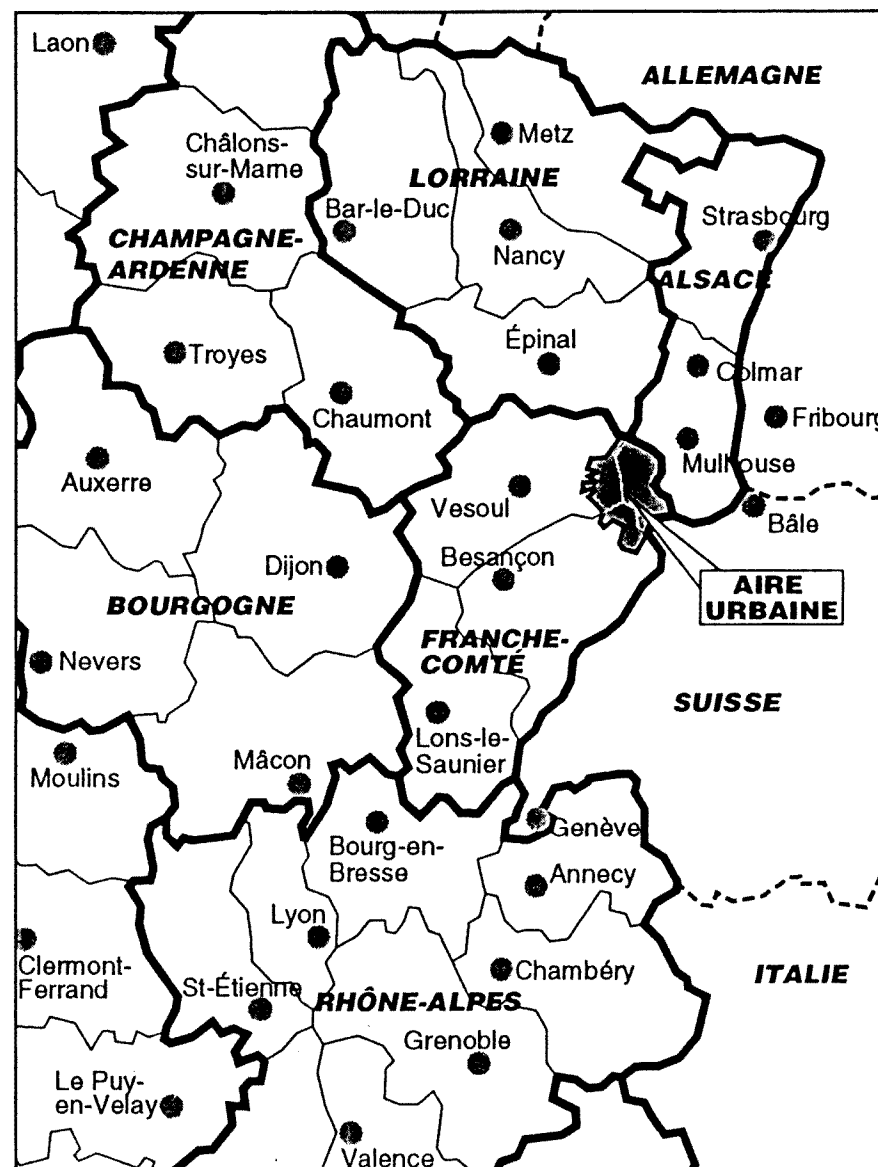 Laon
ALLEMAGNE
Metz
Châlons-
sur-Marne
LORRAINE
Bar-le-Duc
Strasbourg
CHAMPAGNE-
ARDENNE
Nancy
ALSACE
Troyes
Épinal
Colmar
Chaumont
Fribourg
Mulhouse
Auxerre
Vesoul
Bâle
Dijon
Besançon
AIRE
URBAINE
BOURGOGNE
FRANCHE-
COMTÉ
Nevers
SUISSE
Lons-le-
Saunier
Moulins
Mâcon
Genève
Bourg-en-
Bresse
Annecy
Lyon
Clermont-
Ferrand
Chambéry
ITALIE
St-Étienne
RHÔNE-ALPES
Grenoble
Le Puy-
en-Velay
Valence